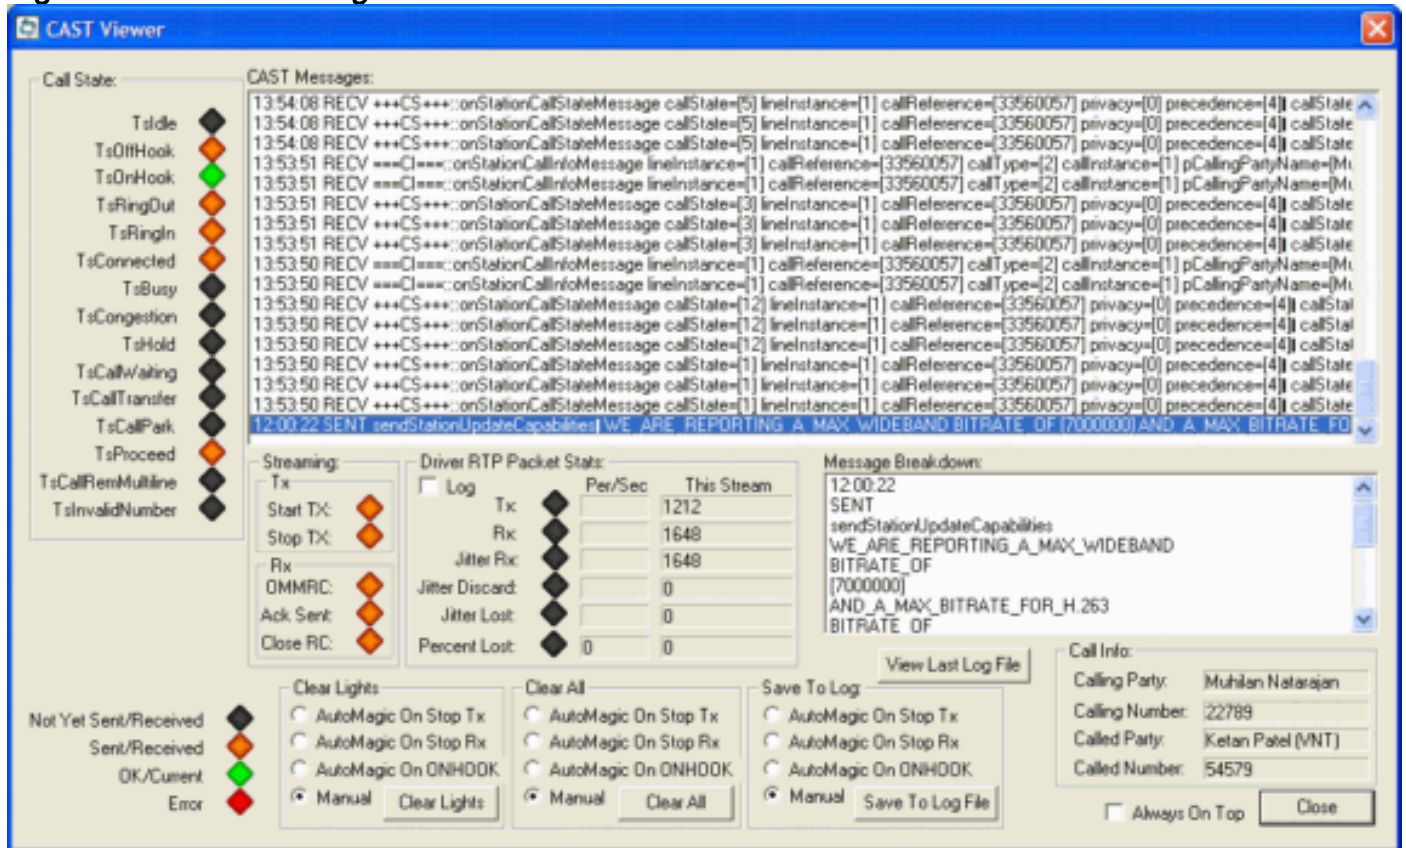 CAST Viewer
Call State:
TsIdle
TsOffHook
TsOnHook
TsRingOut
TsRingIn
TsConnected
TsBusy
TsCongestion
TsHold
TsCallWaiting
TsCallTransfer
TsCallPark
TsProceed
TsCallRemMultiline
TsInvalidNumber
CAST Messages:
13:54:08 RECV +++CS+++::onStationCallStateMessage callState=[5] lineInstance=[1] callReference=[33560057] privacy=[0] precedence=[4]| callState
13:54:08 RECV +++CS+++::onStationCallStateMessage callState=[5] lineInstance=[1] callReference=[33560057] privacy=[0] precedence=[4]| callState
13:54:08 RECV +++CS+++::onStationCallStateMessage callState=[5] lineInstance=[1] callReference=[33560057] privacy=[0] precedence=[4]| callState
13:53:51 RECV ===CI===::onStationCallInfoMessage lineInstance=[1] callReference=[33560057] callType=[2] callInstance=[1] pCallingPartyName=[Mu
13:53:51 RECV ===CI===::onStationCallInfoMessage lineInstance=[1] callReference=[33560057] callType=[2] callInstance=[1] pCallingPartyName=[Mu
13:53:51 RECV +++CS+++::onStationCallStateMessage callState=[3] lineInstance=[1] callReference=[33560057] privacy=[0] precedence=[4]| callState
13:53:51 RECV +++CS+++::onStationCallStateMessage callState=[3] lineInstance=[1] callReference=[33560057] privacy=[0] precedence=[4]| callState
13:53:51 RECV +++CS+++::onStationCallStateMessage callState=[3] lineInstance=[1] callReference=[33560057] privacy=[0] precedence=[4]| callState
13:53:50 RECV ===CI===::onStationCallInfoMessage lineInstance=[1] callReference=[33560057] callType=[2] callInstance=[1] pCallingPartyName=[Mu
13:53:50 RECV ===CI===::onStationCallInfoMessage lineInstance=[1] callReference=[33560057] callType=[2] callInstance=[1] pCallingPartyName=[Mu
13:53:50 RECV +++CS+++::onStationCallStateMessage callState=[12] lineInstance=[1] callReference=[33560057] privacy=[0] precedence=[4]| callStat
13:53:50 RECV +++CS+++::onStationCallStateMessage callState=[12] lineInstance=[1] callReference=[33560057] privacy=[0] precedence=[4]| callStat
13:53:50 RECV +++CS+++::onStationCallStateMessage callState=[12] lineInstance=[1] callReference=[33560057] privacy=[0] precedence=[4]| callStat
13:53:50 RECV +++CS+++::onStationCallStateMessage callState=[1] lineInstance=[1] callReference=[33560057] privacy=[0] precedence=[4]| callState
13:53:50 RECV +++CS+++::onStationCallStateMessage callState=[1] lineInstance=[1] callReference=[33560057] privacy=[0] precedence=[4]| callState
13:53:50 RECV +++CS+++::onStationCallStateMessage callState=[1] lineInstance=[1] callReference=[33560057] privacy=[0] precedence=[4]| callState
12:00:22 SENT sendStationUpdateCapabilities| WE_ARE_REPORTING_A_MAX_WIDEBAND BITRATE_OF [7000000] AND_A_MAX_BITRATE_FO
Streaming:
Tx
Start TX:
Stop TX:
Rx
OMMRC:
Ack Sent:
Close RC:
Driver RTP Packet Stats:
Log Per/Sec This Stream
Tx: 1212
Rx: 1648
Jitter Rx: 1648
Jitter Discard: 0
Jitter Lost: 0
Percent Lost: 0 0
Message Breakdown:
12:00:22
SENT
sendStationUpdateCapabilities
WE_ARE_REPORTING_A_MAX_WIDEBAND
BITRATE_OF
[7000000]
AND_A_MAX_BITRATE_FOR_H.263
BITRATE_OF
View Last Log File
Call Info:
Calling Party: Muhilan Natarajan
Calling Number: 22789
Called Party: Ketan Patel (VNT)
Called Number: 54579
Not Yet Sent/Received
Sent/Received
OK/Current
Error
Clear Lights
AutoMagic On Stop Tx
AutoMagic On Stop Rx
AutoMagic On ONHOOK
Manual Clear Lights
Clear All
AutoMagic On Stop Tx
AutoMagic On Stop Rx
AutoMagic On ONHOOK
Manual Clear All
Save To Log:
AutoMagic On Stop Tx
AutoMagic On Stop Rx
AutoMagic On ONHOOK
Manual Save To Log File
Always On Top Close